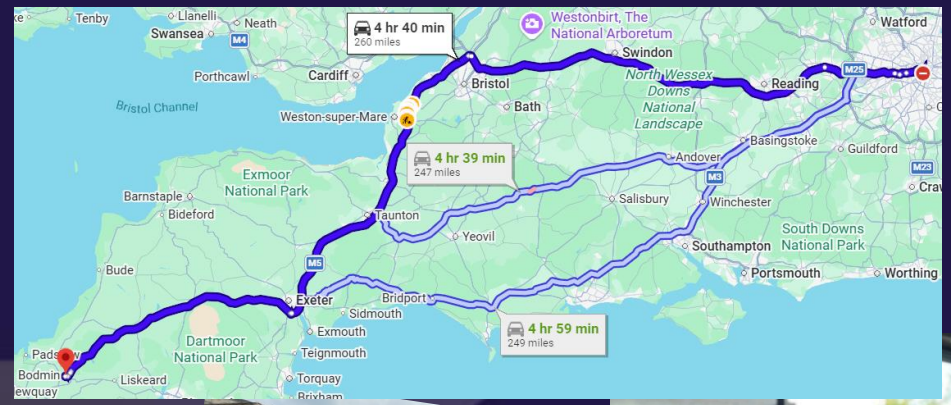 Tenby
Llanelli
Neath
Swansea
M4
4 hr 40 min
260 miles
Westonbirt, The
National Arboretum
Watford
Swindon
Porthcawl
Cardiff
Bristol
North Wessex
Downs
National
Landscape
Reading
M25
Bath
Bristol Channel
Weston-super-Mare
Basingstoke
Guildford
4 hr 39 min
247 miles
Andover
M3
M23
Exmoor
National Park
Barnstaple
Bideford
Salisbury
Winchester
Taunton
Yeovil
South Downs
National Park
Southampton
Bude
M5
Portsmouth
Worthing
Exeter
Bridport
Sidmouth
4 hr 59 min
249 miles
Exmouth
Dartmoor
National Park
Teignmouth
Liskeard
Torquay
Brixham